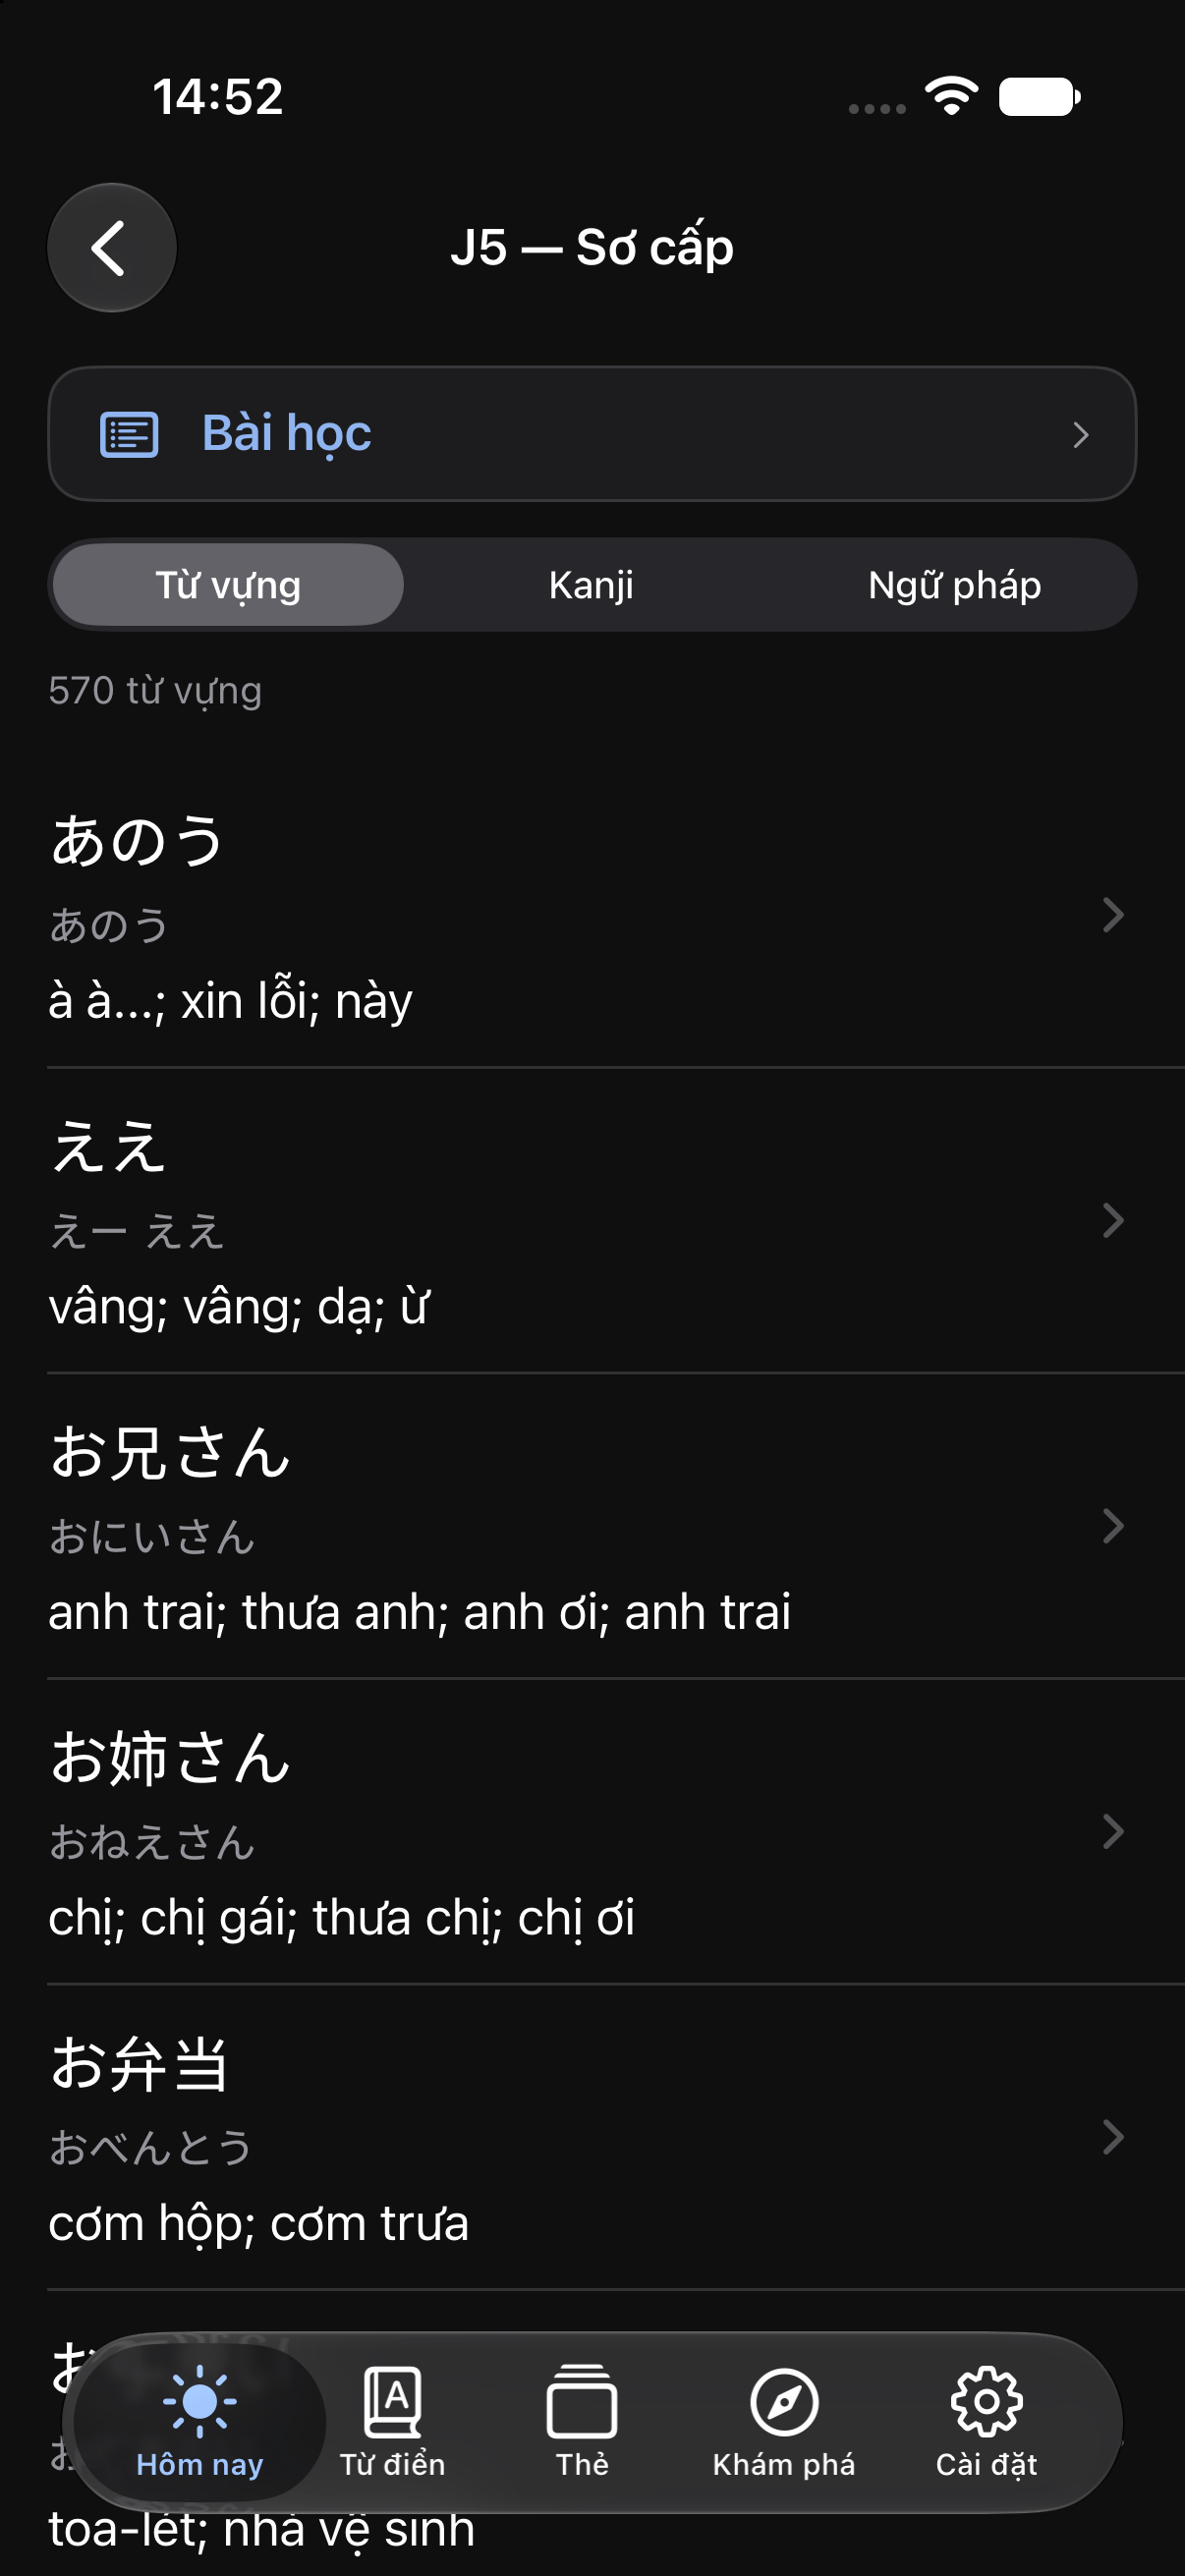 14:52
J5 — Sơ cấp
Bài học
Từ vựng
Kanji
Ngữ pháp
570 từ vựng
あのう
あのう
à à...; xin lỗi; này
ええ
えー ええ
vâng; vâng; dạ; ừ
お兄さん
おにいさん
anh trai; thưa anh; anh ơi; anh trai
お姉さん
おねえさん
chị; chị gái; thưa chị; chị ơi
お弁当
おべんとう
cơm hộp; cơm trưa
toa-lét; nhà vệ sinh
Hôm nay
Từ điển
Thẻ
Khám phá
Cài đặt